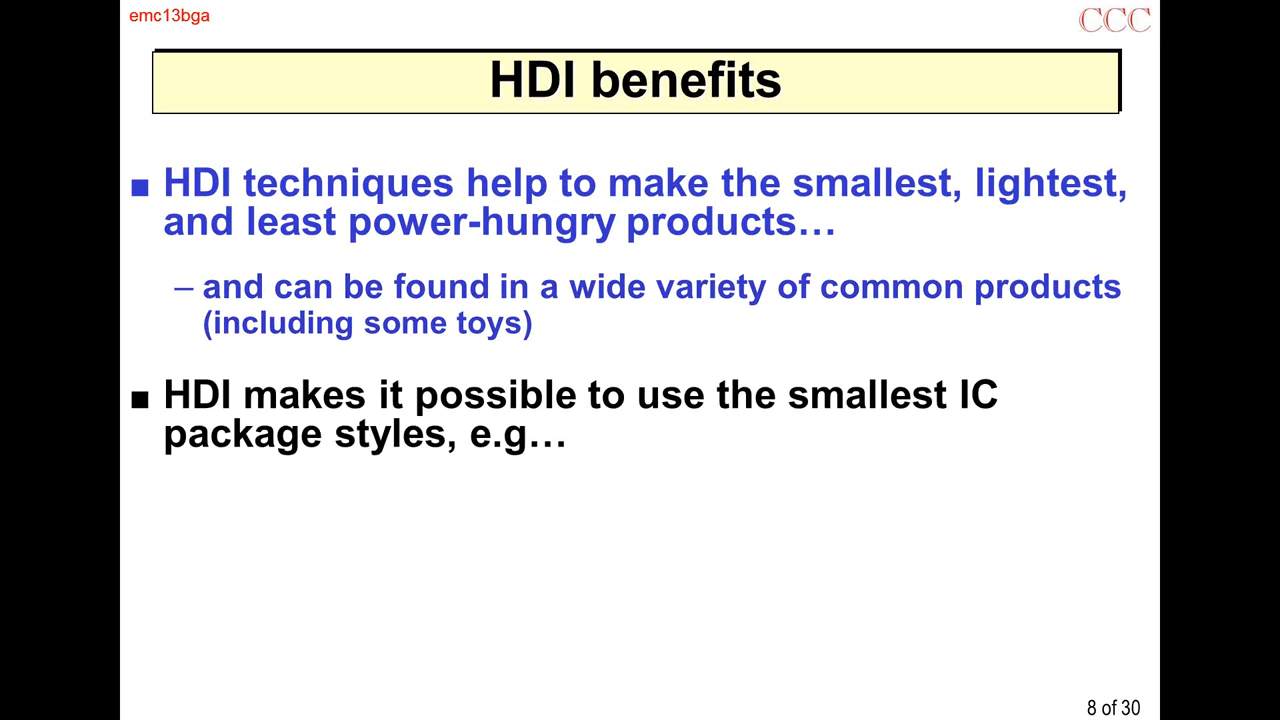 emc13bga
CCC
HDI benefits
■ HDI techniques help to make the smallest, lightest,
and least power-hungry products…
– and can be found in a wide variety of common products
(including some toys)
■ HDI makes it possible to use the smallest IC
package styles, e.g…
8 of 30